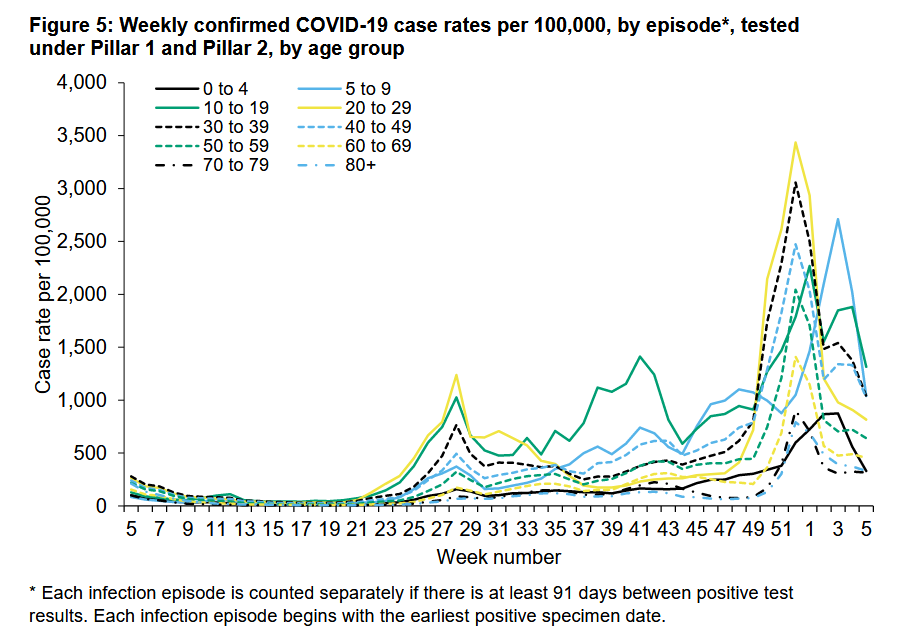 Figure 5: Weekly confirmed COVID-19 case rates per 100,000, by episode*, tested
under Pillar 1 and Pillar 2, by age group
4,000
3,500
3,000
2,500
2,000
1,500
1,000
500
0
Case rate per 100,000
0 to 4 5 to 9
10 to 19 20 to 29
30 to 39 40 to 49
50 to 59 60 to 69
70 to 79 80+
5 7 9 11 13 15 17 19 21 23 25 27 29 31 33 35 37 39 41 43 45 47 49 51 1 3 5
Week number
* Each infection episode is counted separately if there is at least 91 days between positive test
results. Each infection episode begins with the earliest positive specimen date.